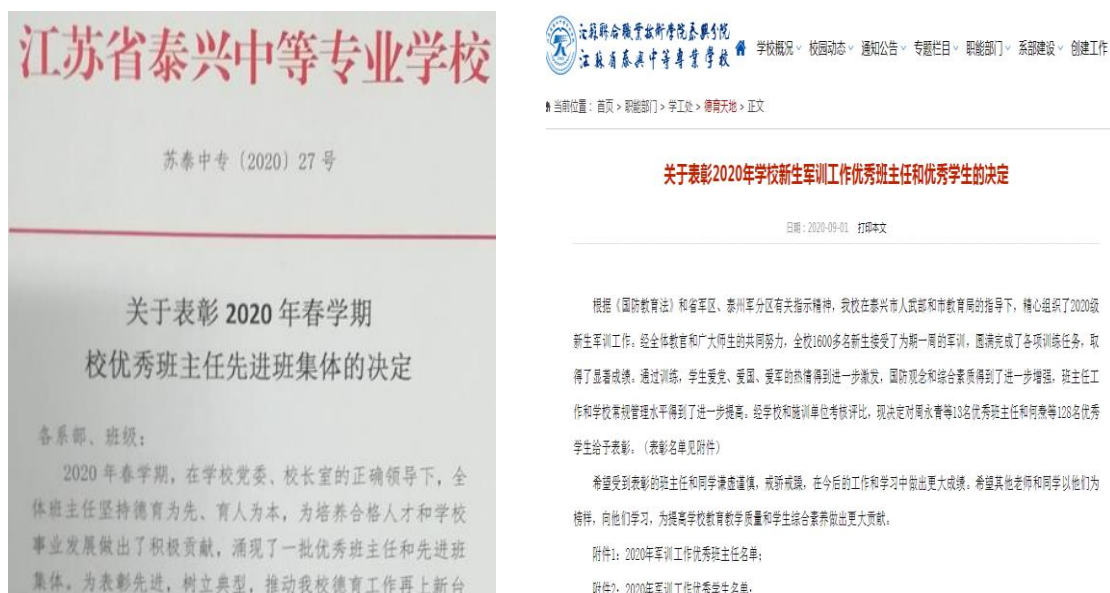 江苏省泰兴中等专业学校
苏泰中专〔2020〕27 号
关于表彰 2020 年春学期
校优秀班主任先进班集体的决定
各系部、班级：
2020 年春学期，在学校党委、校长室的正确领导下，全
体班主任坚持德育为先、育人为本，为培养合格人才和学校
事业发展做出了积极贡献，涌现了一批优秀班主任和先进班
集体。为表彰先进，树立典型，推动我校德育工作再上新台
江苏联合职业技术学院泰兴分院
江苏省泰兴中等专业学校
学校概况 校园动态 通知公告 专题栏目 职能部门 系部建设 创建工作
当前位置：首页 > 职能部门 > 学工处 > 德育天地 > 正文
关于表彰2020年学校新生军训工作优秀班主任和优秀学生的决定
日期：2020-09-01 打印本文
根据《国防教育法》和省军区、泰州军分区有关指示精神，我校在泰兴市人武部和市教育局的指导下，精心组织了2020级
新生军训工作。经全体教官和广大师生的共同努力，全校1600多名新生接受了为期一周的军训，圆满完成了各项训练任务，取
得了显著成绩。通过训练，学生爱党、爱国、爱军的热情得到进一步激发，国防观念和综合素质得到了进一步增强，班主任工
作和学校常规管理水平得到了进一步提高。经学校和施训单位考核评比，现决定对周永青等13名优秀班主任和何焘等128名优秀
学生给予表彰。（表彰名单见附件）
希望受到表彰的班主任和同学谦虚谨慎，戒骄戒躁，在今后的工作和学习中做出更大成绩。希望其他老师和同学以他们为
榜样，向他们学习，为提高学校教育教学质量和学生综合素养做出更大贡献。
附件1：2020年军训工作优秀班主任名单；
附件2：2020年军训工作优秀学生名单；